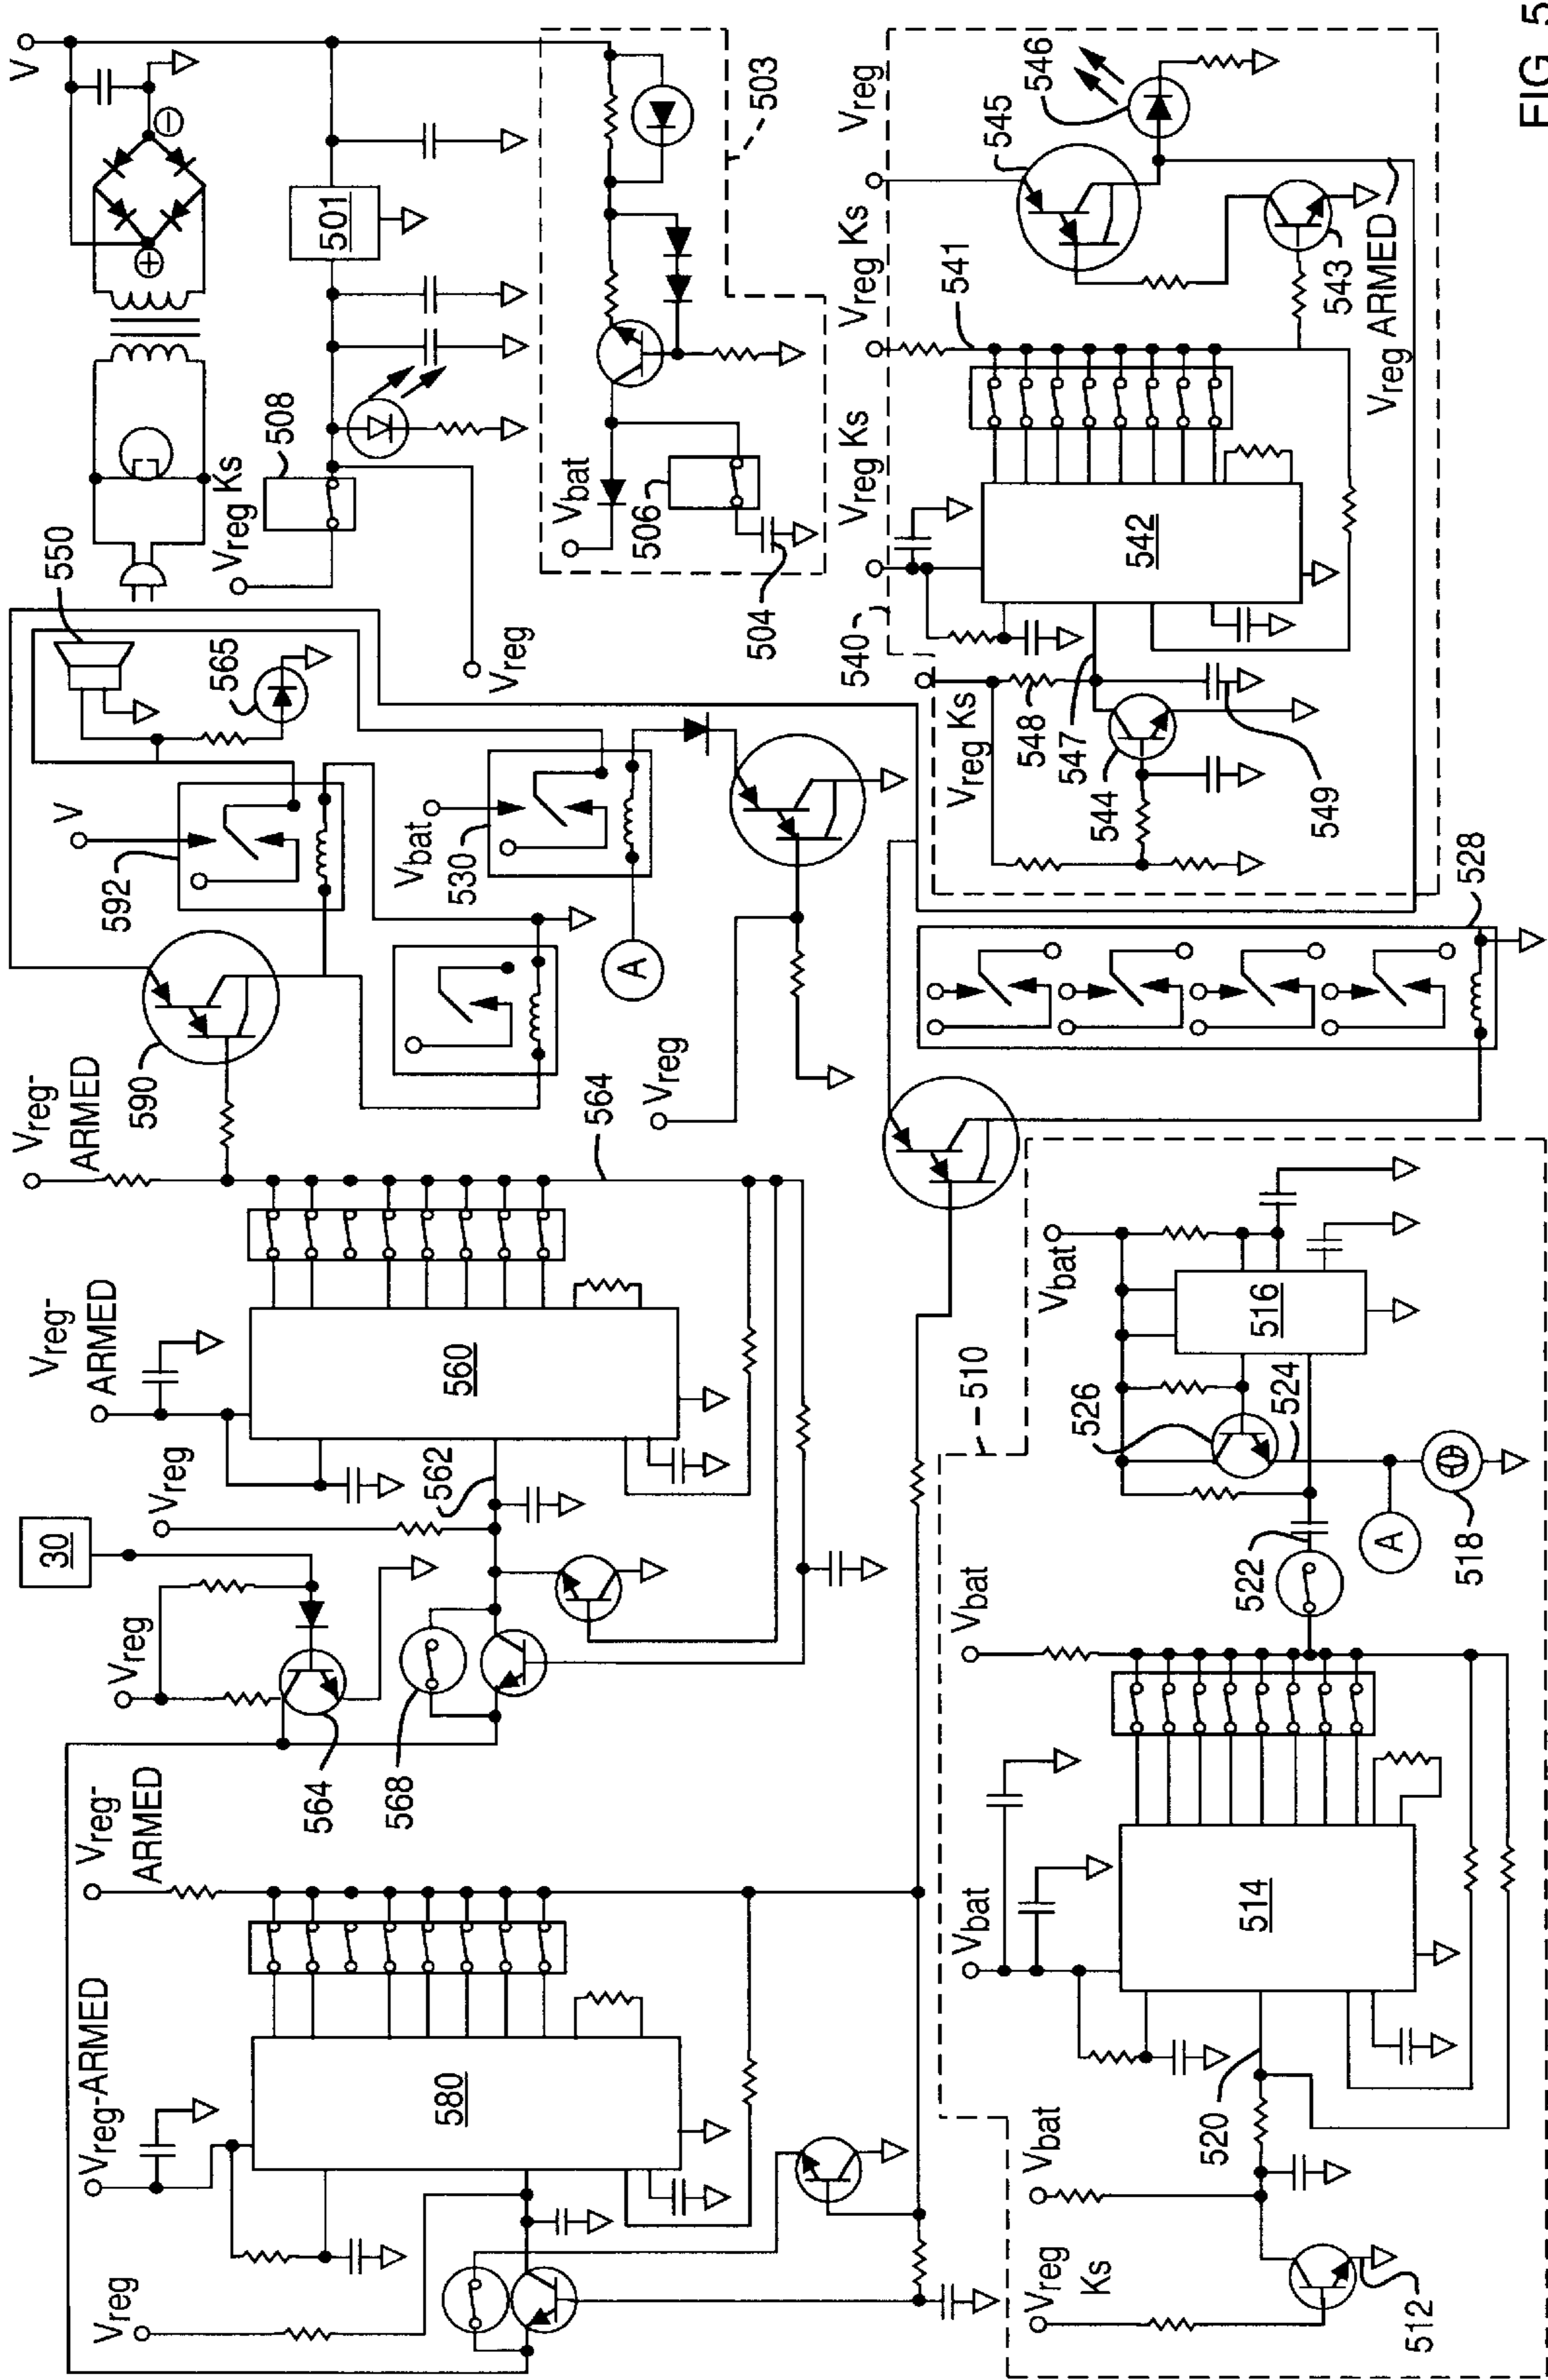 V
550
V
565
592
590
Vreg-
ARMED
Vreg-
ARMED
30
Vreg
Vreg
560
562
564
564
568
Vreg-
ARMED
Vreg-ARMED
580
Vreg
Vreg Ks
508
501
Vreg
Vbat
530
A
Vreg
503
Vbat
506
504
540
Vreg Ks
Vreg Ks
Vreg
541
542
545
546
543
Vreg ARMED
Vreg Ks
548
547
544
549
528
510
Vbat
516
526
524
522
A
518
Vbat
Vbat
514
520
Vbat
Vreg
Ks
512
FIG. 5